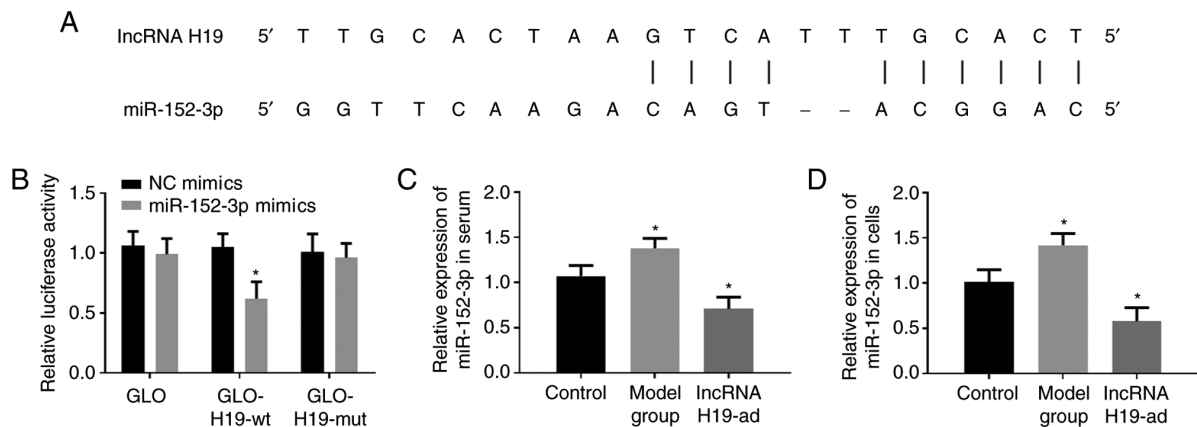 A
lncRNA H19 5′ T T G C A C T A A G T C A T T T G C A C T 5′
miR-152-3p 5′ G G T T C A A G A C A G T – – A C G G A C 5′
B
NC mimics
miR-152-3p mimics
Relative luciferase activity
1.5
1.0
0.5
0.0
*
GLO
GLO-
H19-wt
GLO-
H19-mut
C
Relative expression of
miR-152-3p in serum
2.0
1.5
1.0
0.5
0.0
*
*
Control
Model
group
lncRNA
H19-ad
D
Relative expression of
miR-152-3p in cells
2.0
1.5
1.0
0.5
0.0
*
*
Control
Model
group
lncRNA
H19-ad